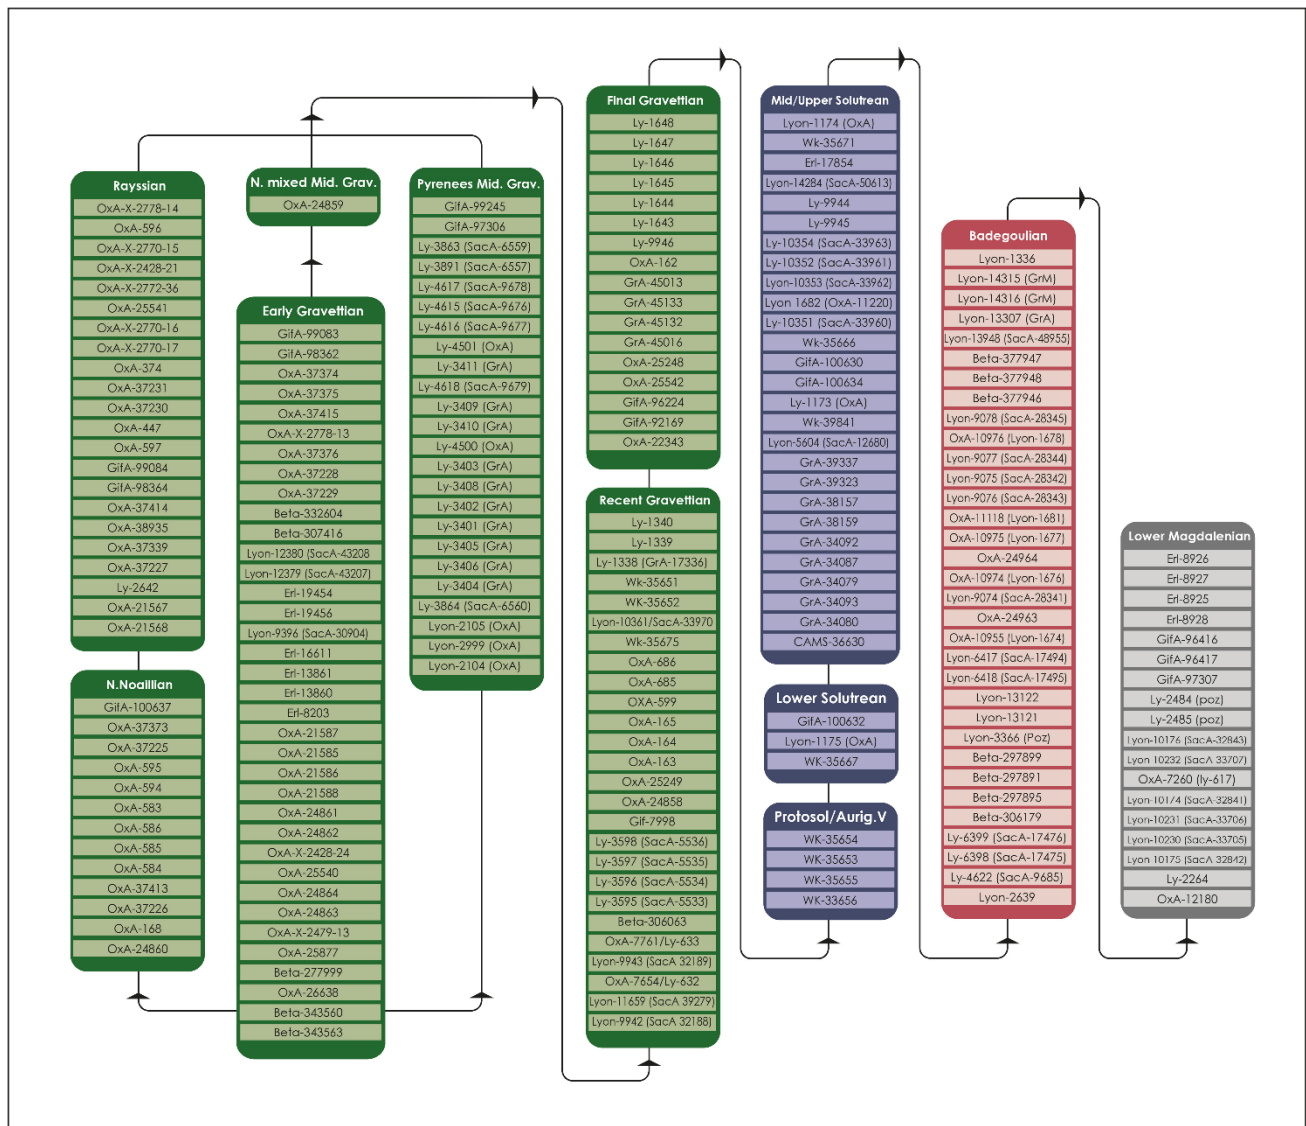 Rayssian
OxA-X-2778-14
OxA-596
OxA-X-2770-15
OxA-X-2428-21
OxA-X-2772-36
OxA-25541
OxA-X-2770-16
OxA-X-2770-17
OxA-374
OxA-37231
OxA-37230
OxA-447
OxA-597
GifA-99084
GifA-98364
OxA-37414
OxA-38935
OxA-37339
OxA-37227
Ly-2642
OxA-21567
OxA-21568
N.Noaillian
GifA-100637
OxA-37373
OxA-37225
OxA-595
OxA-594
OxA-583
OxA-586
OxA-585
OxA-584
OxA-37413
OxA-37226
OxA-168
OxA-24860
N. mixed Mid. Grav.
OxA-24859
Early Gravettian
GifA-99083
GifA-98362
OxA-37374
OxA-37375
OxA-37415
OxA-X-2778-13
OxA-37376
OxA-37228
OxA-37229
Beta-332604
Beta-307416
Lyon-12380 (SacA-43208
Lyon-12379 (SacA-43207)
Erl-19454
Erl-19456
Lyon-9396 (SacA-30904)
Erl-16611
Erl-13861
Erl-13860
Erl-8203
OxA-21587
OxA-21585
OxA-21586
OxA-21588
OxA-24861
OxA-24862
OxA-X-2428-24
OxA-25540
OxA-24864
OxA-24863
OxA-X-2479-13
OxA-25877
Beta-277999
OxA-26638
Beta-343560
Beta-343563
Pyrenees Mid. Grav.
GifA-99245
GifA-97306
Ly-3863 (SacA-6559)
Ly-3891 (SacA-6557)
Ly-4617 (SacA-9678)
Ly-4615 (SacA-9676)
Ly-4616 (SacA-9677)
Ly-4501 (OxA)
Ly-3411 (GrA)
Ly-4618 (SacA-9679)
Ly-3409 (GrA)
Ly-3410 (GrA)
Ly-4500 (OxA)
Ly-3403 (GrA)
Ly-3408 (GrA)
Ly-3402 (GrA)
Ly-3401 (GrA)
Ly-3405 (GrA)
Ly-3406 (GrA)
Ly-3404 (GrA)
Ly-3864 (SacA-6560)
Lyon-2105 (OxA)
Lyon-2999 (OxA)
Lyon-2104 (OxA)
Final Gravettian
Ly-1648
Ly-1647
Ly-1646
Ly-1645
Ly-1644
Ly-1643
Ly-9946
OxA-162
GrA-45013
GrA-45133
GrA-45132
GrA-45016
OxA-25248
OxA-25542
GifA-96224
GifA-92169
OxA-22343
Recent Gravettian
Ly-1340
Ly-1339
Ly-1338 (GrA-17336)
Wk-35651
WK-35652
Lyon-10361/SacA-33970
Wk-35675
OxA-686
OxA-685
OXA-599
OxA-165
OxA-164
OxA-163
OxA-25249
OxA-24858
Gif-7998
Ly-3598 (SacA-5536)
Ly-3597 (SacA-5535)
Ly-3596 (SacA-5534)
Ly-3595 (SacA-5533)
Beta-306063
OxA-7761/Ly-633
Lyon-9943 (SacA 32189)
OxA-7654/Ly-632
Lyon-11659 (SacA 39279)
Lyon-9942 (SacA 32188)
Mid/Upper Solutrean
Lyon-1174 (OxA)
Wk-35671
Erl-17854
Lyon-14284 (SacA-50613)
Ly-9944
Ly-9945
Ly-10354 (SacA-33963)
Ly-10352 (SacA-33961)
Lyon-10353 (SacA-33962)
Lyon 1682 (OxA-11220)
Ly-10351 (SacA-33960)
Wk-35666
GifA-100630
GifA-100634
Ly-1173 (OxA)
Wk-39841
Lyon-5604 (SacA-12680)
GrA-39337
GrA-39323
GrA-38157
GrA-38159
GrA-34092
GrA-34087
GrA-34079
GrA-34093
GrA-34080
CAMS-36630
Lower Solutrean
GifA-100632
Lyon-1175 (OxA)
WK-35667
Protosol/Aurig.V
WK-35654
WK-35653
WK-35655
WK-33656
Badegoulian
Lyon-1336
Lyon-14315 (GrM)
Lyon-14316 (GrM)
Lyon-13307 (GrA)
Lyon-13948 (SacA-48955)
Beta-377947
Beta-377948
Beta-377946
Lyon-9078 (SacA-28345)
OxA-10976 (Lyon-1678)
Lyon-9077 (SacA-28344)
Lyon-9075 (SacA-28342)
Lyon-9076 (SacA-28343)
OxA-11118 (Lyon-1681)
OxA-10975 (Lyon-1677)
OxA-24964
OxA-10974 (Lyon-1676)
Lyon-9074 (SacA-28341)
OxA-24963
OxA-10955 (Lyon-1674)
Lyon-6417 (SacA-17494)
Lyon-6418 (SacA-17495)
Lyon-13122
Lyon-13121
Lyon-3366 (Poz)
Beta-297899
Beta-297891
Beta-297895
Beta-306179
Ly-6399 (SacA-17476)
Ly-6398 (SacA-17475)
Ly-4622 (SacA-9685)
Lyon-2639
Lower Magdalenian
Erl-8926
Erl-8927
Erl-8925
Erl-8928
GifA-96416
GifA-96417
GifA-97307
Ly-2484 (poz)
Ly-2485 (poz)
Lyon-10176 (SacA-32843)
Lyon 10232 (SacA 33707)
OxA-7260 (ly-617)
Lyon-10174 (SacA-32841)
Lyon-10231 (SacA-33706)
Lyon-10230 (SacA-33705)
Lyon 10175 (SacA 32842)
Ly-2264
OxA-12180